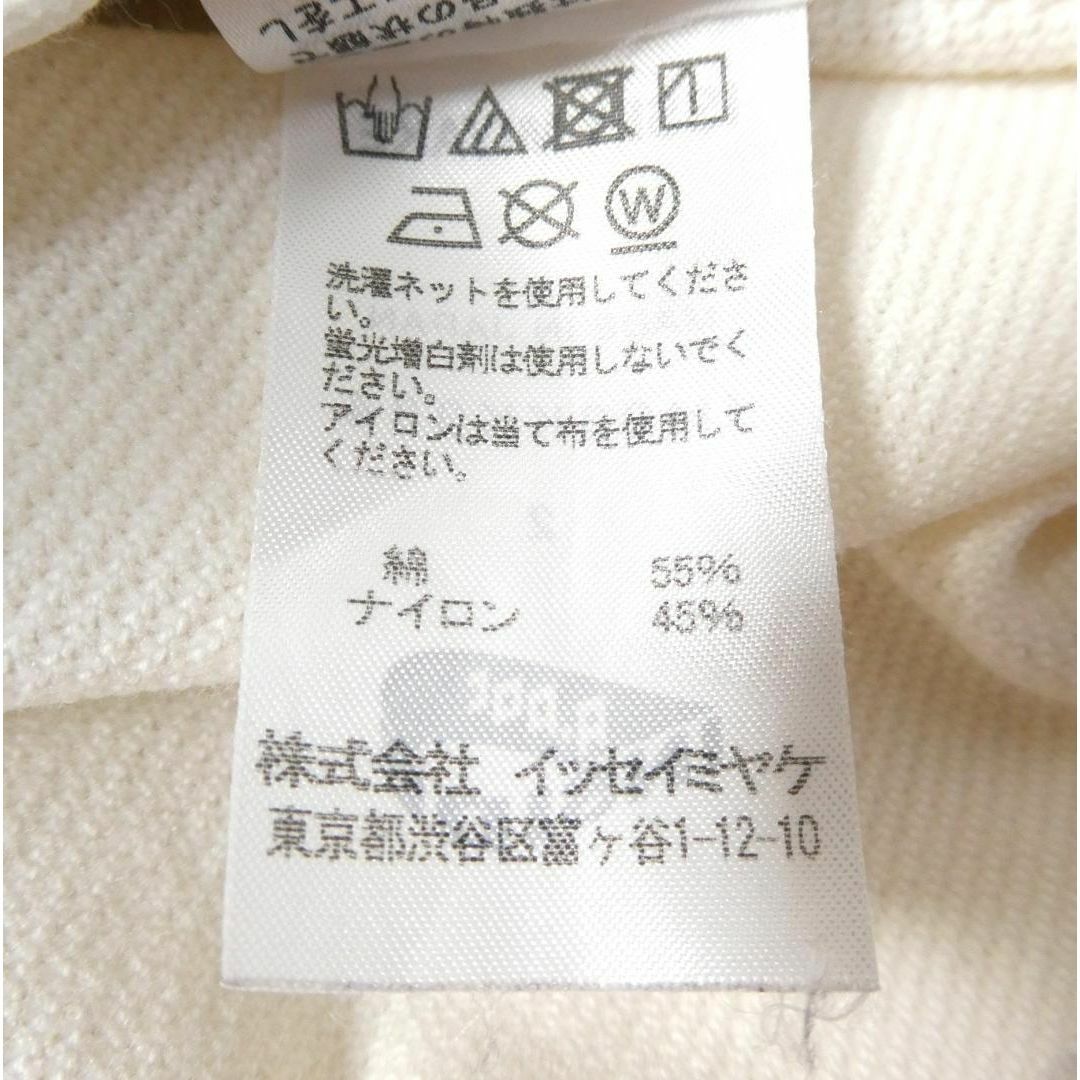 の状態で
W
洗濯ネットを使用してくださ
い。
蛍光増白剤は使用しないでく
ださい。
アイロンは当て布を使用して
ください。
綿 55%
ナイロン 45%
株式会社 イッセイミヤケ
東京都渋谷区富ヶ谷1-12-10